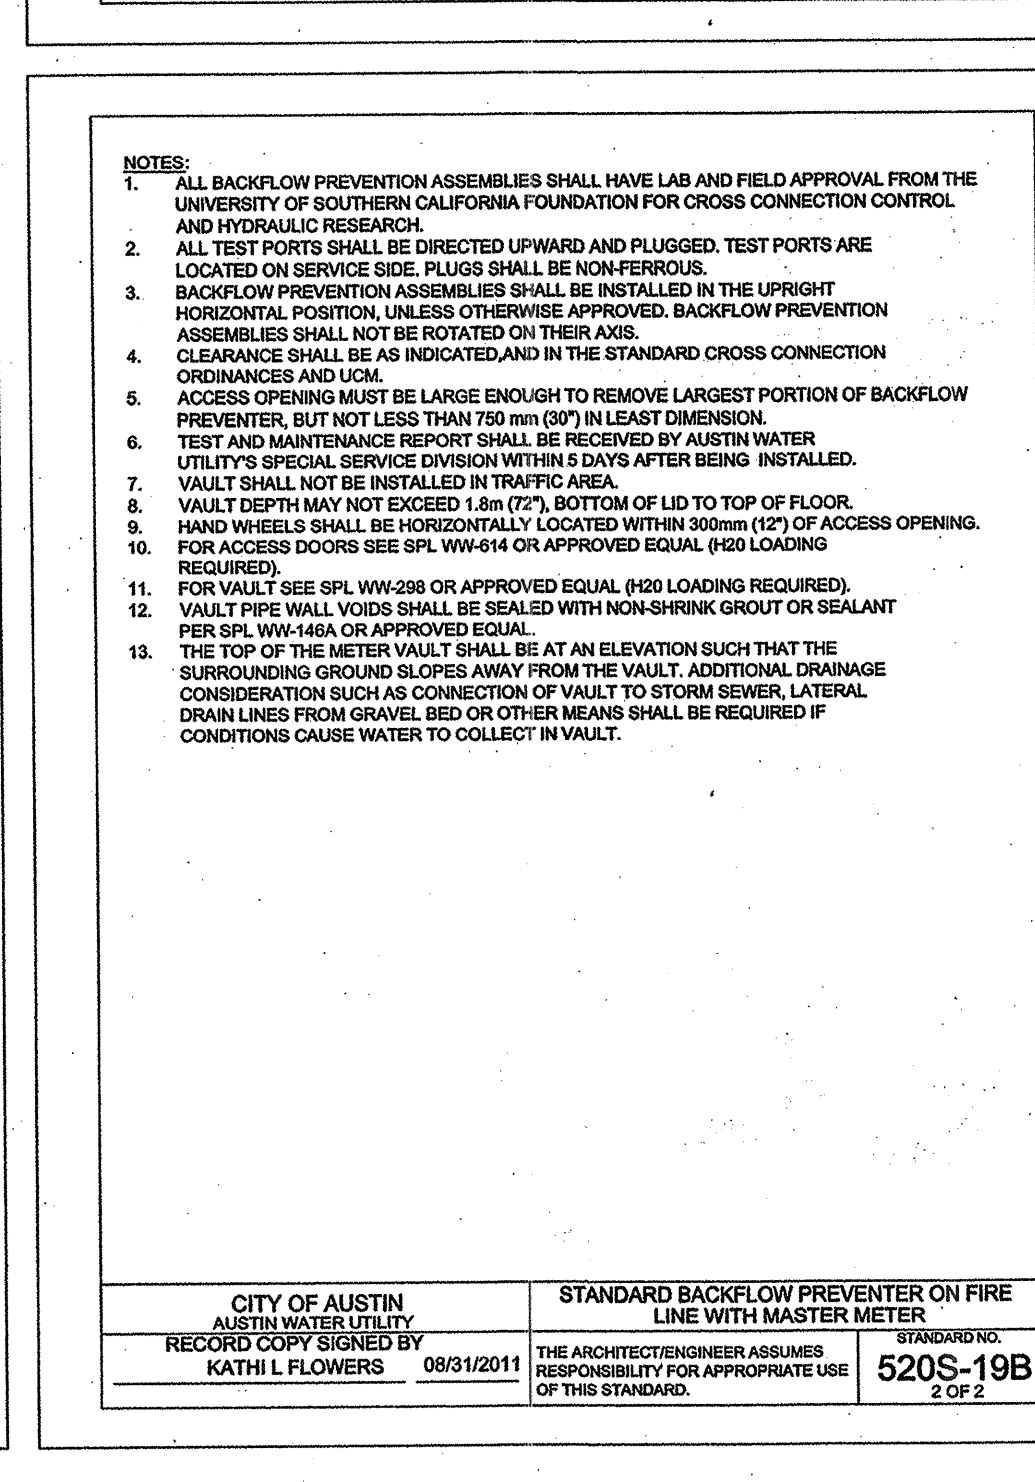 NOTES:
1. ALL BACKFLOW PREVENTION ASSEMBLIES SHALL HAVE LAB AND FIELD APPROVAL FROM THE
UNIVERSITY OF SOUTHERN CALIFORNIA FOUNDATION FOR CROSS CONNECTION CONTROL
AND HYDRAULIC RESEARCH.
2. ALL TEST PORTS SHALL BE DIRECTED UPWARD AND PLUGGED. TEST PORTS ARE
LOCATED ON SERVICE SIDE. PLUGS SHALL BE NON-FERROUS.
3. BACKFLOW PREVENTION ASSEMBLIES SHALL BE INSTALLED IN THE UPRIGHT
HORIZONTAL POSITION, UNLESS OTHERWISE APPROVED. BACKFLOW PREVENTION
ASSEMBLIES SHALL NOT BE ROTATED ON THEIR AXIS.
4. CLEARANCE SHALL BE AS INDICATED,AND IN THE STANDARD CROSS CONNECTION
ORDINANCES AND UCM.
5. ACCESS OPENING MUST BE LARGE ENOUGH TO REMOVE LARGEST PORTION OF BACKFLOW
PREVENTER, BUT NOT LESS THAN 750 mm (30") IN LEAST DIMENSION.
6. TEST AND MAINTENANCE REPORT SHALL BE RECEIVED BY AUSTIN WATER
UTILITY'S SPECIAL SERVICE DIVISION WITHIN 5 DAYS AFTER BEING INSTALLED.
7. VAULT SHALL NOT BE INSTALLED IN TRAFFIC AREA.
8. VAULT DEPTH MAY NOT EXCEED 1.8m (72"), BOTTOM OF LID TO TOP OF FLOOR.
9. HAND WHEELS SHALL BE HORIZONTALLY LOCATED WITHIN 300mm (12") OF ACCESS OPENING.
10. FOR ACCESS DOORS SEE SPL WW-614 OR APPROVED EQUAL (H20 LOADING
REQUIRED).
11. FOR VAULT SEE SPL WW-298 OR APPROVED EQUAL (H20 LOADING REQUIRED).
12. VAULT PIPE WALL VOIDS SHALL BE SEALED WITH NON-SHRINK GROUT OR SEALANT
PER SPL WW-146A OR APPROVED EQUAL.
13. THE TOP OF THE METER VAULT SHALL BE AT AN ELEVATION SUCH THAT THE
SURROUNDING GROUND SLOPES AWAY FROM THE VAULT. ADDITIONAL DRAINAGE
CONSIDERATION SUCH AS CONNECTION OF VAULT TO STORM SEWER, LATERAL
DRAIN LINES FROM GRAVEL BED OR OTHER MEANS SHALL BE REQUIRED IF
CONDITIONS CAUSE WATER TO COLLECT IN VAULT.
CITY OF AUSTIN
AUSTIN WATER UTILITY
RECORD COPY SIGNED BY
KATHI L FLOWERS 08/31/2011
STANDARD BACKFLOW PREVENTER ON FIRE
LINE WITH MASTER METER
THE ARCHITECT/ENGINEER ASSUMES
RESPONSIBILITY FOR APPROPRIATE USE
OF THIS STANDARD.
STANDARD NO.
520S-19B
2 OF 2